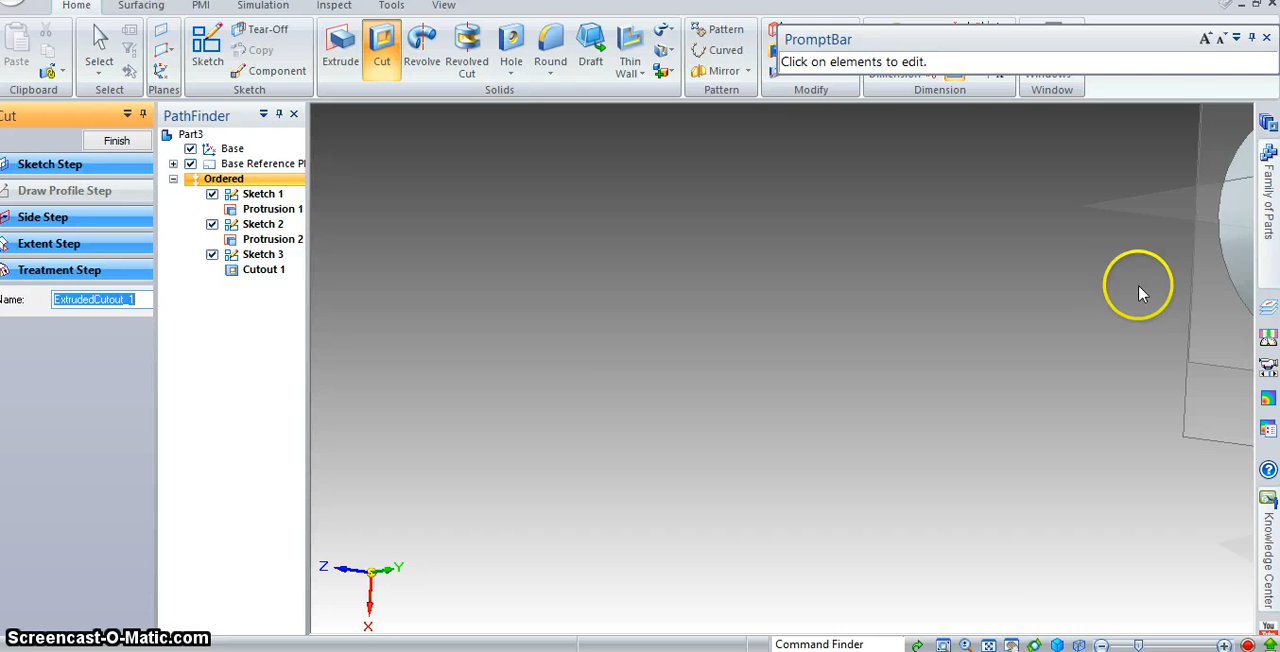 Home Surfacing PMI Simulation Inspect Tools View
Tear-Off
Copy
Component
Paste
Select
Planes
Sketch
Extrude Cut Revolve Revolved Cut Hole Round Draft Thin Wall
Pattern
Curved
Mirror
Clipboard Select Planes Sketch Solids Pattern Modify Dimension Window
PromptBar
Click on elements to edit.
Cut
Finish
Sketch Step
Draw Profile Step
Side Step
Extent Step
Treatment Step
Name: ExtrudedCutout_1
PathFinder
Part3
Base
Base Reference Pl
Ordered
Sketch 1
Protrusion 1
Sketch 2
Protrusion 2
Sketch 3
Cutout 1
Family of Parts
Knowledge Center
You
Z Y
X
Screencast-O-Matic.com
Command Finder